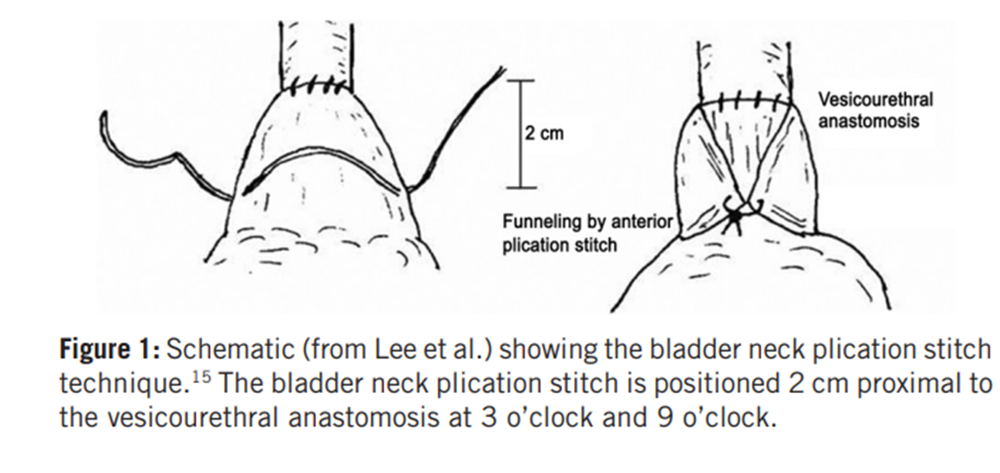 2 cm
Vesicourethral
anastomosis
Funneling by anterior
plication stitch
Figure 1: Schematic (from Lee et al.) showing the bladder neck plication stitch
technique.15 The bladder neck plication stitch is positioned 2 cm proximal to
the vesicourethral anastomosis at 3 o’clock and 9 o’clock.